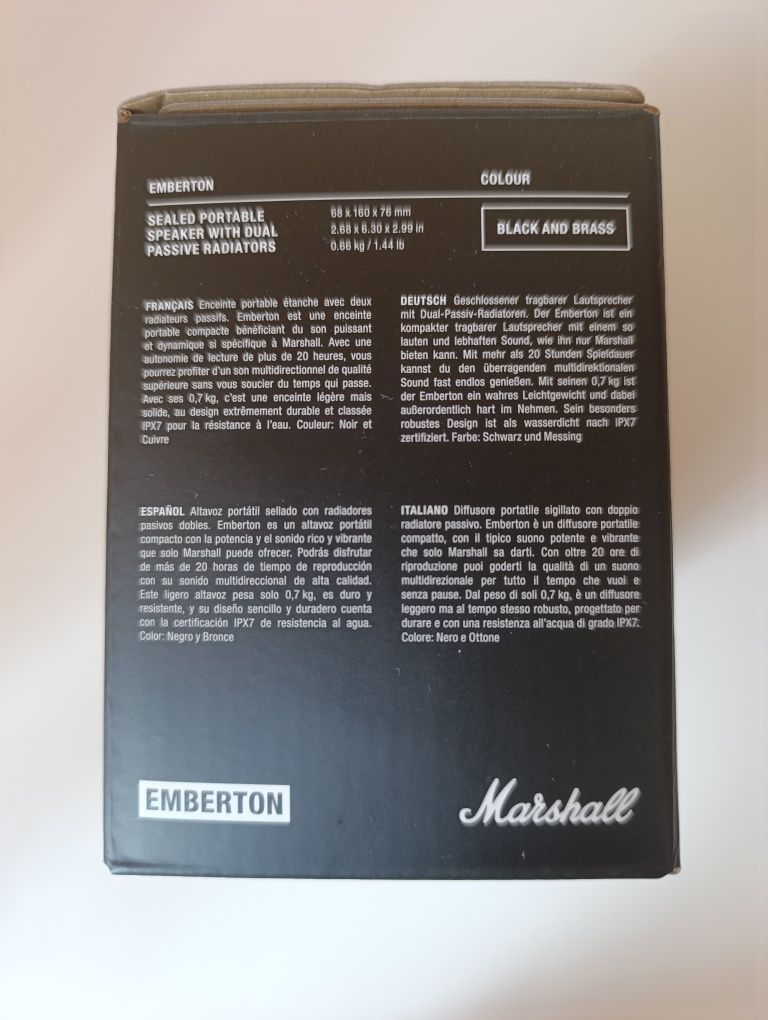 EMBERTON
COLOUR
SEALED PORTABLE
SPEAKER WITH DUAL
PASSIVE RADIATORS
68 x 160 x 76 mm
2.68 x 6.30 x 2.99 in
0.66 kg / 1.44 lb
BLACK AND BRASS
FRANÇAIS Enceinte portable étanche avec deux
radiateurs passifs. Emberton est une enceinte
portable compacte bénéficiant du son puissant
et dynamique si spécifique à Marshall. Avec une
autonomie de lecture de plus de 20 heures, vous
pourrez profiter d'un son multidirectionnel de qualité
supérieure sans vous soucier du temps qui passe.
Avec ses 0,7 kg, c'est une enceinte légère mais
solide, au design extrêmement durable et classée
IPX7 pour la résistance à l'eau. Couleur: Noir et
Cuivre
DEUTSCH Geschlossener tragbarer Lautsprecher
mit Dual-Passiv-Radiatoren. Der Emberton ist ein
kompakter tragbarer Lautsprecher mit einem so
lauten und lebhaften Sound, wie ihn nur Marshall
bieten kann. Mit mehr als 20 Stunden Spieldauer
kannst du den überragenden multidirektionalen
Sound fast endlos genießen. Mit seinen 0,7 kg ist
der Emberton ein wahres Leichtgewicht und dabei
außerordentlich hart im Nehmen. Sein besonders
robustes Design ist als wasserdicht nach IPX7
zertifiziert. Farbe: Schwarz und Messing
ESPAÑOL Altavoz portátil sellado con radiadores
pasivos dobles. Emberton es un altavoz portátil
compacto con la potencia y el sonido rico y vibrante
que solo Marshall puede ofrecer. Podrás disfrutar
de más de 20 horas de tiempo de reproducción
con su sonido multidireccional de alta calidad.
Este ligero altavoz pesa solo 0,7 kg, es duro y
resistente, y su diseño sencillo y duradero cuenta
con la certificación IPX7 de resistencia al agua.
Color: Negro y Bronce
ITALIANO Diffusore portatile sigillato con doppio
radiatore passivo. Emberton è un diffusore portatile
compatto, con il tipico suono potente e vibrante
che solo Marshall sa darti. Con oltre 20 ore di
riproduzione puoi goderti la qualità di un suono
multidirezionale per tutto il tempo che vuoi e
senza pause. Dal peso di soli 0,7 kg, è un diffusore
leggero ma al tempo stesso robusto, progettato per
durare e con una resistenza all'acqua di grado IPX7.
Colore: Nero e Ottone
EMBERTON
Marshall